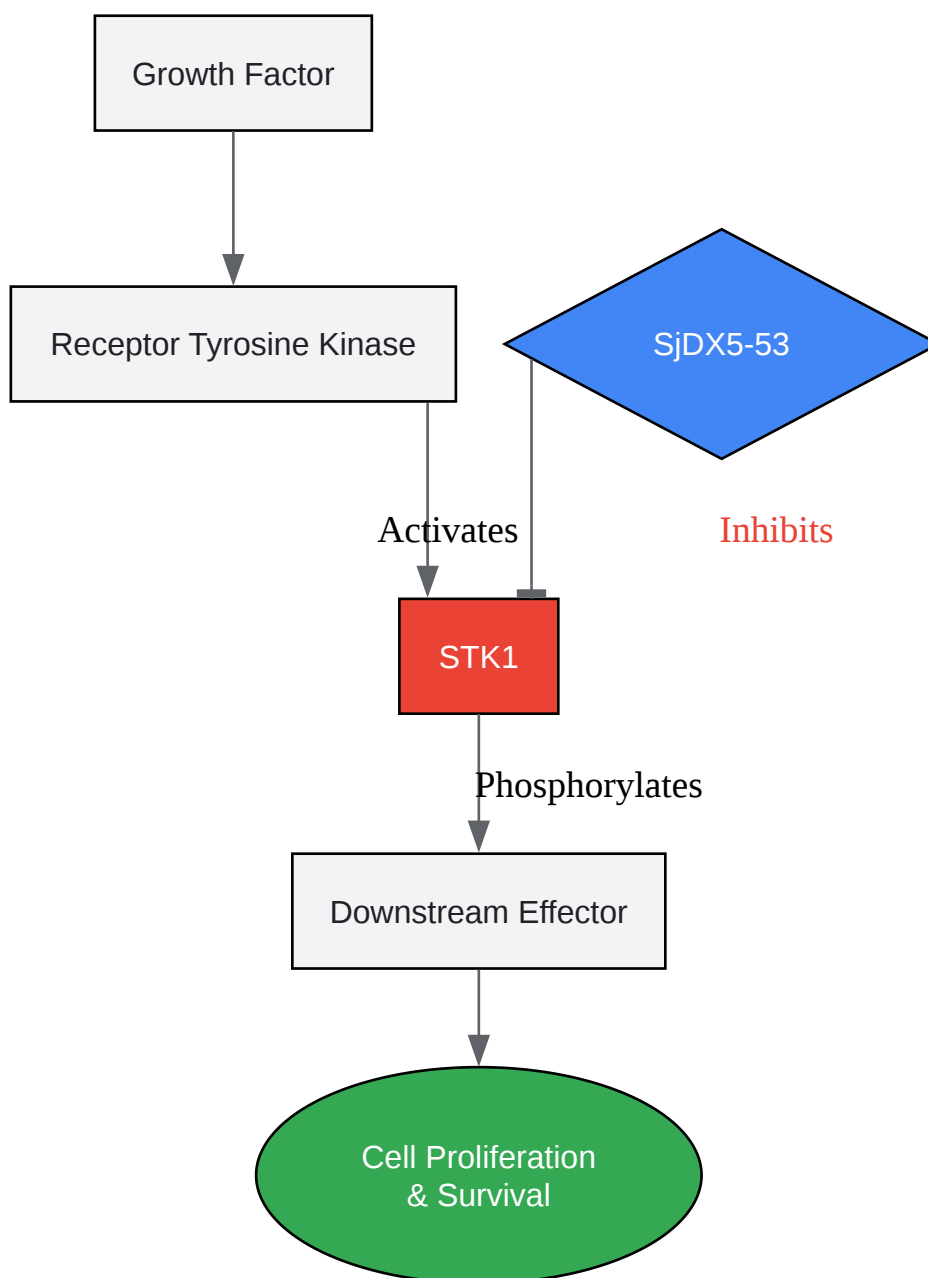 Growth Factor
Receptor Tyrosine Kinase
SjDX5-53
Activates
Inhibits
STK1
Phosphorylates
Downstream Effector
Cell Proliferation
& Survival